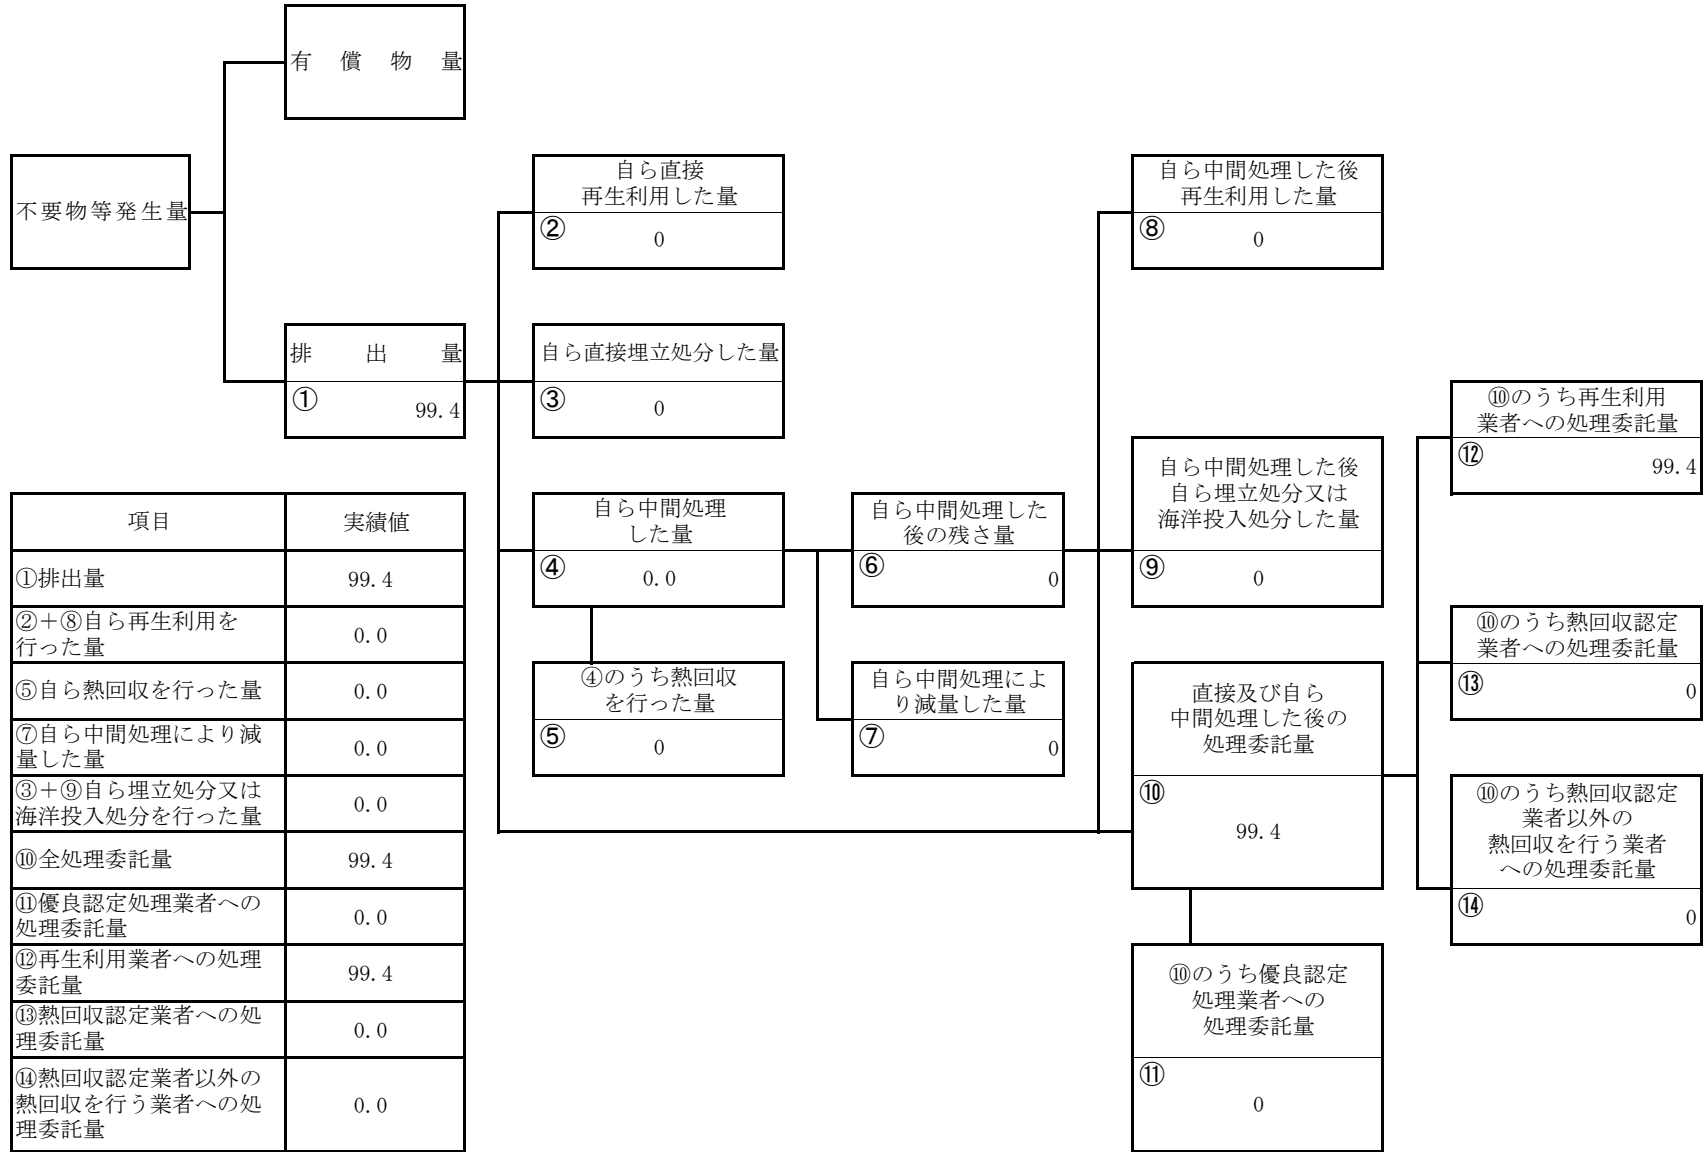 有償物量
不要物等発生量
排出量
①
99.4
自ら直接
再生利用した量
②
0
自ら直接埋立処分した量
③
0
自ら中間処理
した量
④
0.0
④のうち熱回収
を行った量
⑤
0
自ら中間処理した
後の残さ量
⑥
0
自ら中間処理によ
り減量した量
⑦
0
自ら中間処理した後
再生利用した量
⑧
0
自ら中間処理した後
自ら埋立処分又は
海洋投入処分した量
⑨
0
直接及び自ら
中間処理した後の
処理委託量
⑩
99.4
⑩のうち優良認定
処理業者への
処理委託量
⑪
0
⑩のうち再生利用
業者への処理委託量
⑫
99.4
⑩のうち熱回収認定
業者への処理委託量
⑬
0
⑩のうち熱回収認定
業者以外の
熱回収を行う業者
への処理委託量
⑭
0
項目 実績値
①排出量 99.4
②+⑧自ら再生利用を
行った量 0.0
⑤自ら熱回収を行った量 0.0
⑦自ら中間処理により減
量した量 0.0
③+⑨自ら埋立処分又は
海洋投入処分を行った量 0.0
⑩全処理委託量 99.4
⑪優良認定処理業者への
処理委託量 0.0
⑫再生利用業者への処理
委託量 99.4
⑬熱回収認定業者への処
理委託量 0.0
⑭熱回収認定業者以外の
熱回収を行う業者への処
理委託量 0.0